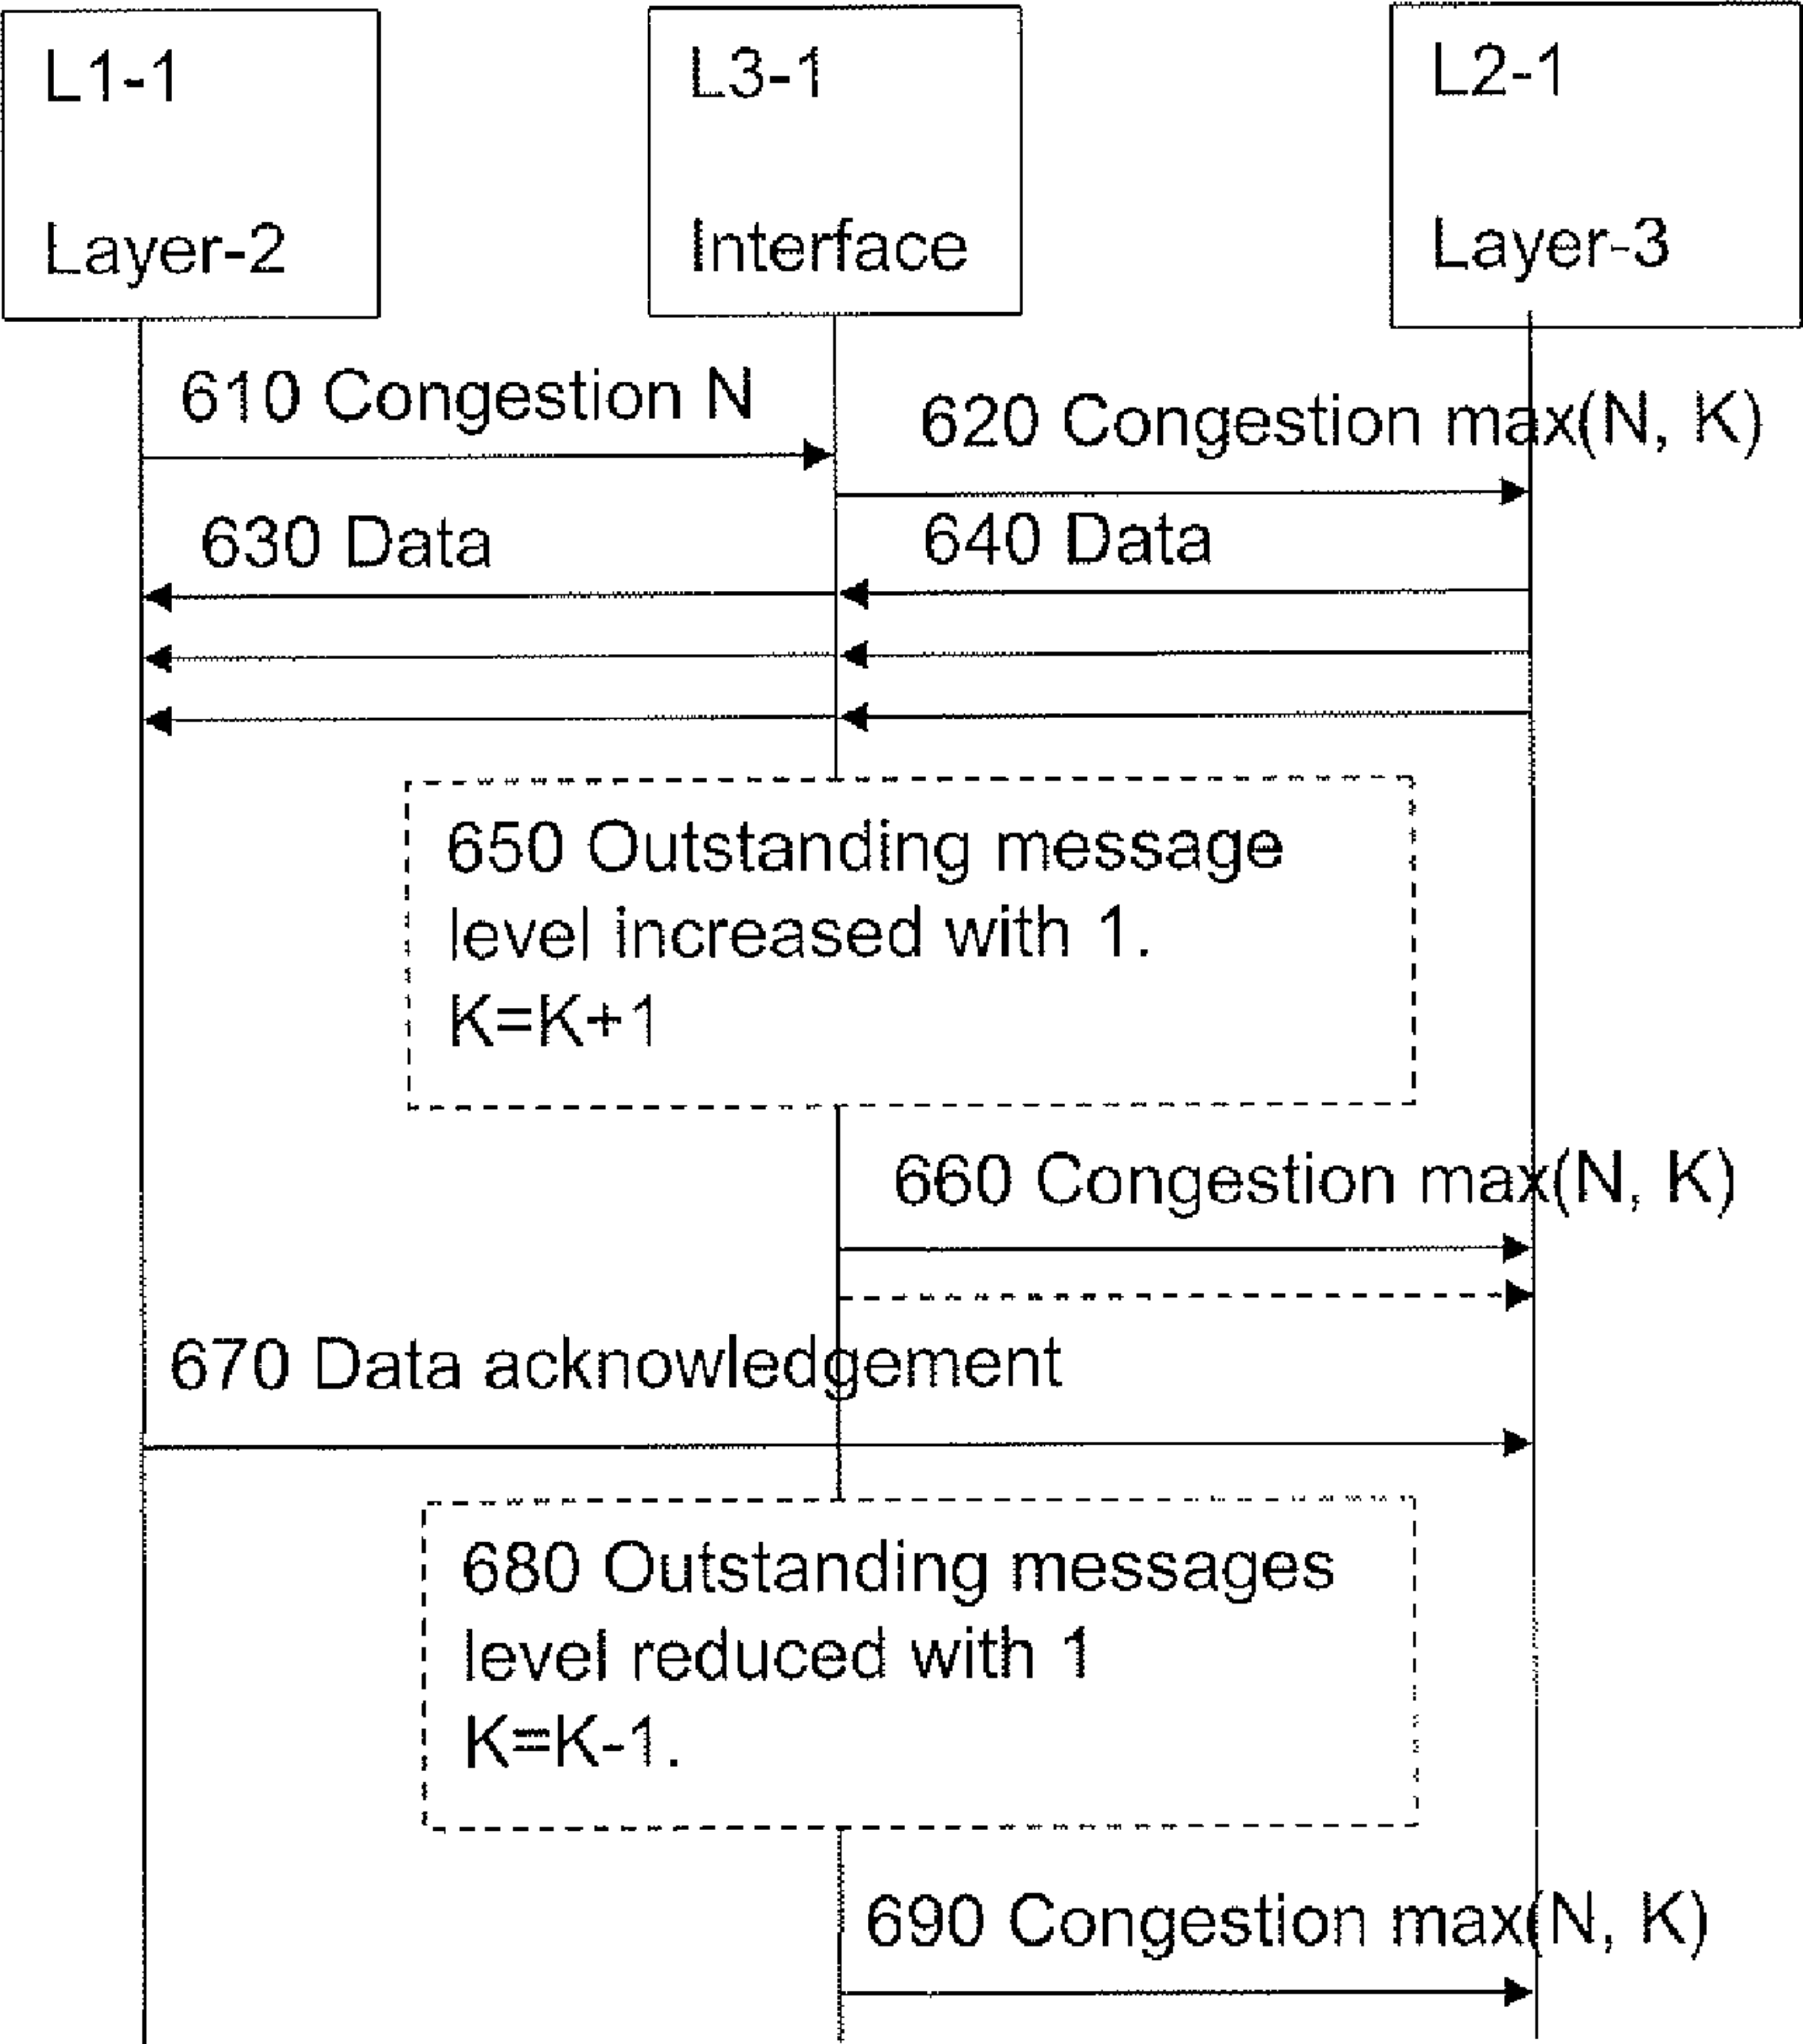 L1-1
Layer-2
L3-1
Interface
L2-1
Layer-3
610 Congestion N
620 Congestion max(N, K)
630 Data
640 Data
650 Outstanding message
level increased with 1.
K=K+1
660 Congestion max(N, K)
670 Data acknowledgement
680 Outstanding messages
level reduced with 1
K=K-1.
690 Congestion max(N, K)